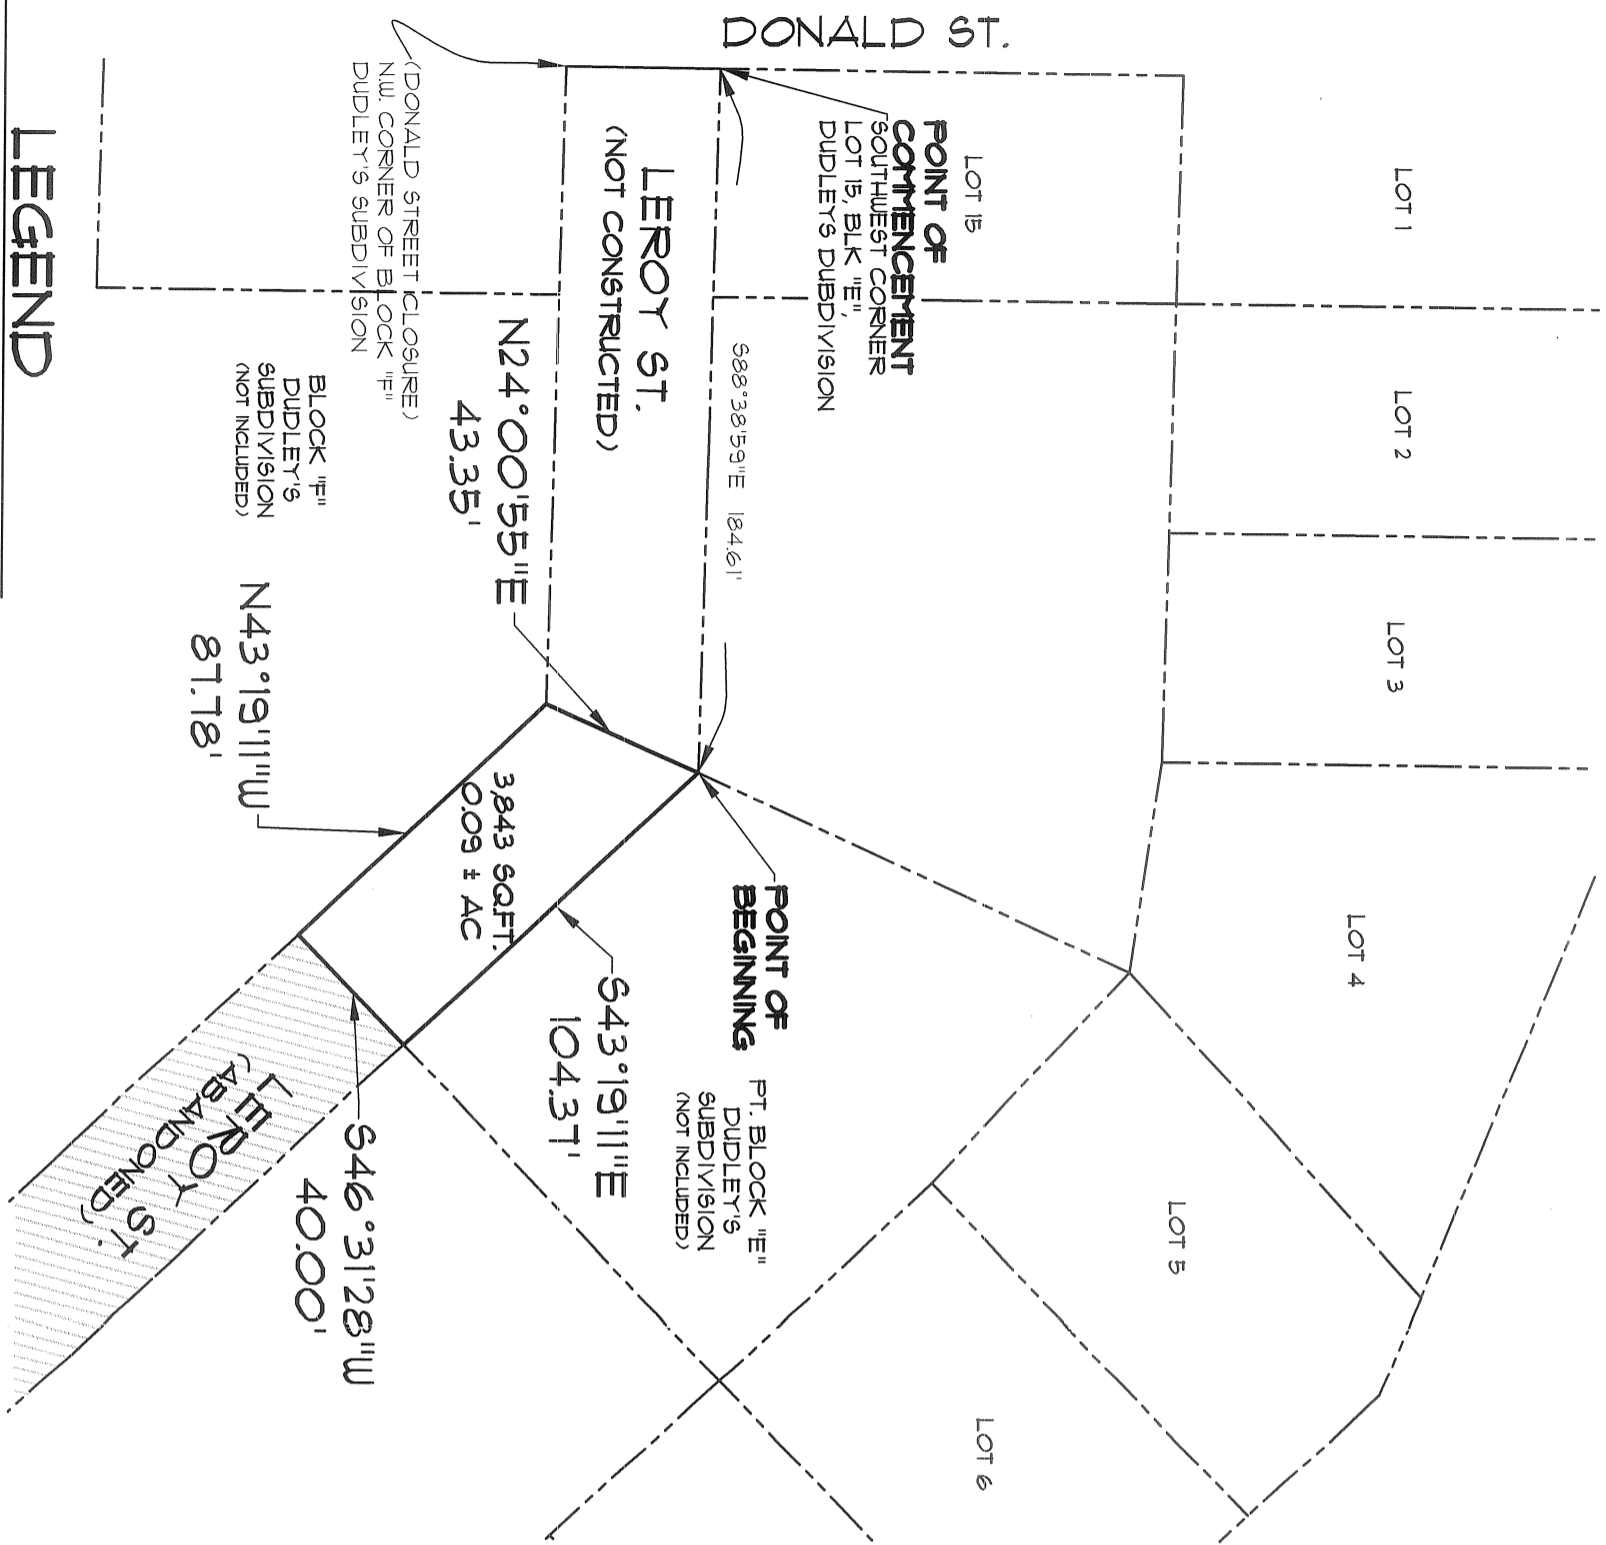 DONALD ST.
LOT 1
LOT 2
LOT 3
LOT 4
LOT 5
LOT 6
LOT 15
POINT OF
COMMENCEMENT
SOUTHWEST CORNER
LOT 15, BLK "E",
DUDLEYS DUBDIVISION
S88°38'59"E 184.61'
LEROY ST.
(NOT CONSTRUCTED)
(DONALD STREET CLOSURE)
N.W. CORNER OF BLOCK "F"
DUDLEY'S SUBDIVISION
N24°00'55"E
43.35'
BLOCK "F"
DUDLEY'S
SUBDIVISION
(NOT INCLUDED)
N43°19'11"W
87.78'
3,843 SQ.FT.
0.09 ± AC
POINT OF
BEGINNING
PT. BLOCK "E"
DUDLEY'S
SUBDIVISION
(NOT INCLUDED)
S43°19'11"E
104.37'
S46°31'28"W
40.00'
LEROY ST.
(ABANDONED)
LEGEND